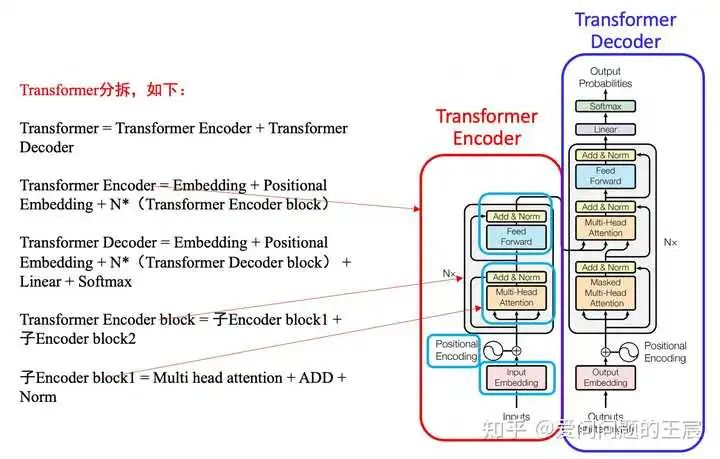 Transformer分拆，如下：
Transformer = Transformer Encoder + Transformer
Decoder
Transformer Encoder = Embedding + Positional
Embedding + N*（Transformer Encoder block）
Transformer Decoder = Embedding + Positional
Embedding + N*（Transformer Decoder block） +
Linear + Softmax
Transformer Encoder block = 子Encoder block1 +
子Encoder block2
子Encoder block1 = Multi head attention + ADD +
Norm
Transformer
Encoder
Add & Norm
Feed
Forward
N×
Add & Norm
Multi-Head
Attention
Positional
Encoding
Input
Embedding
Inputs
Transformer
Decoder
Output
Probabilities
Softmax
Linear
Add & Norm
Feed
Forward
Add & Norm
Multi-Head
Attention
N×
Add & Norm
Masked
Multi-Head
Attention
Positional
Encoding
Output
Embedding
Outputs
知乎 @爱问问题的王宸